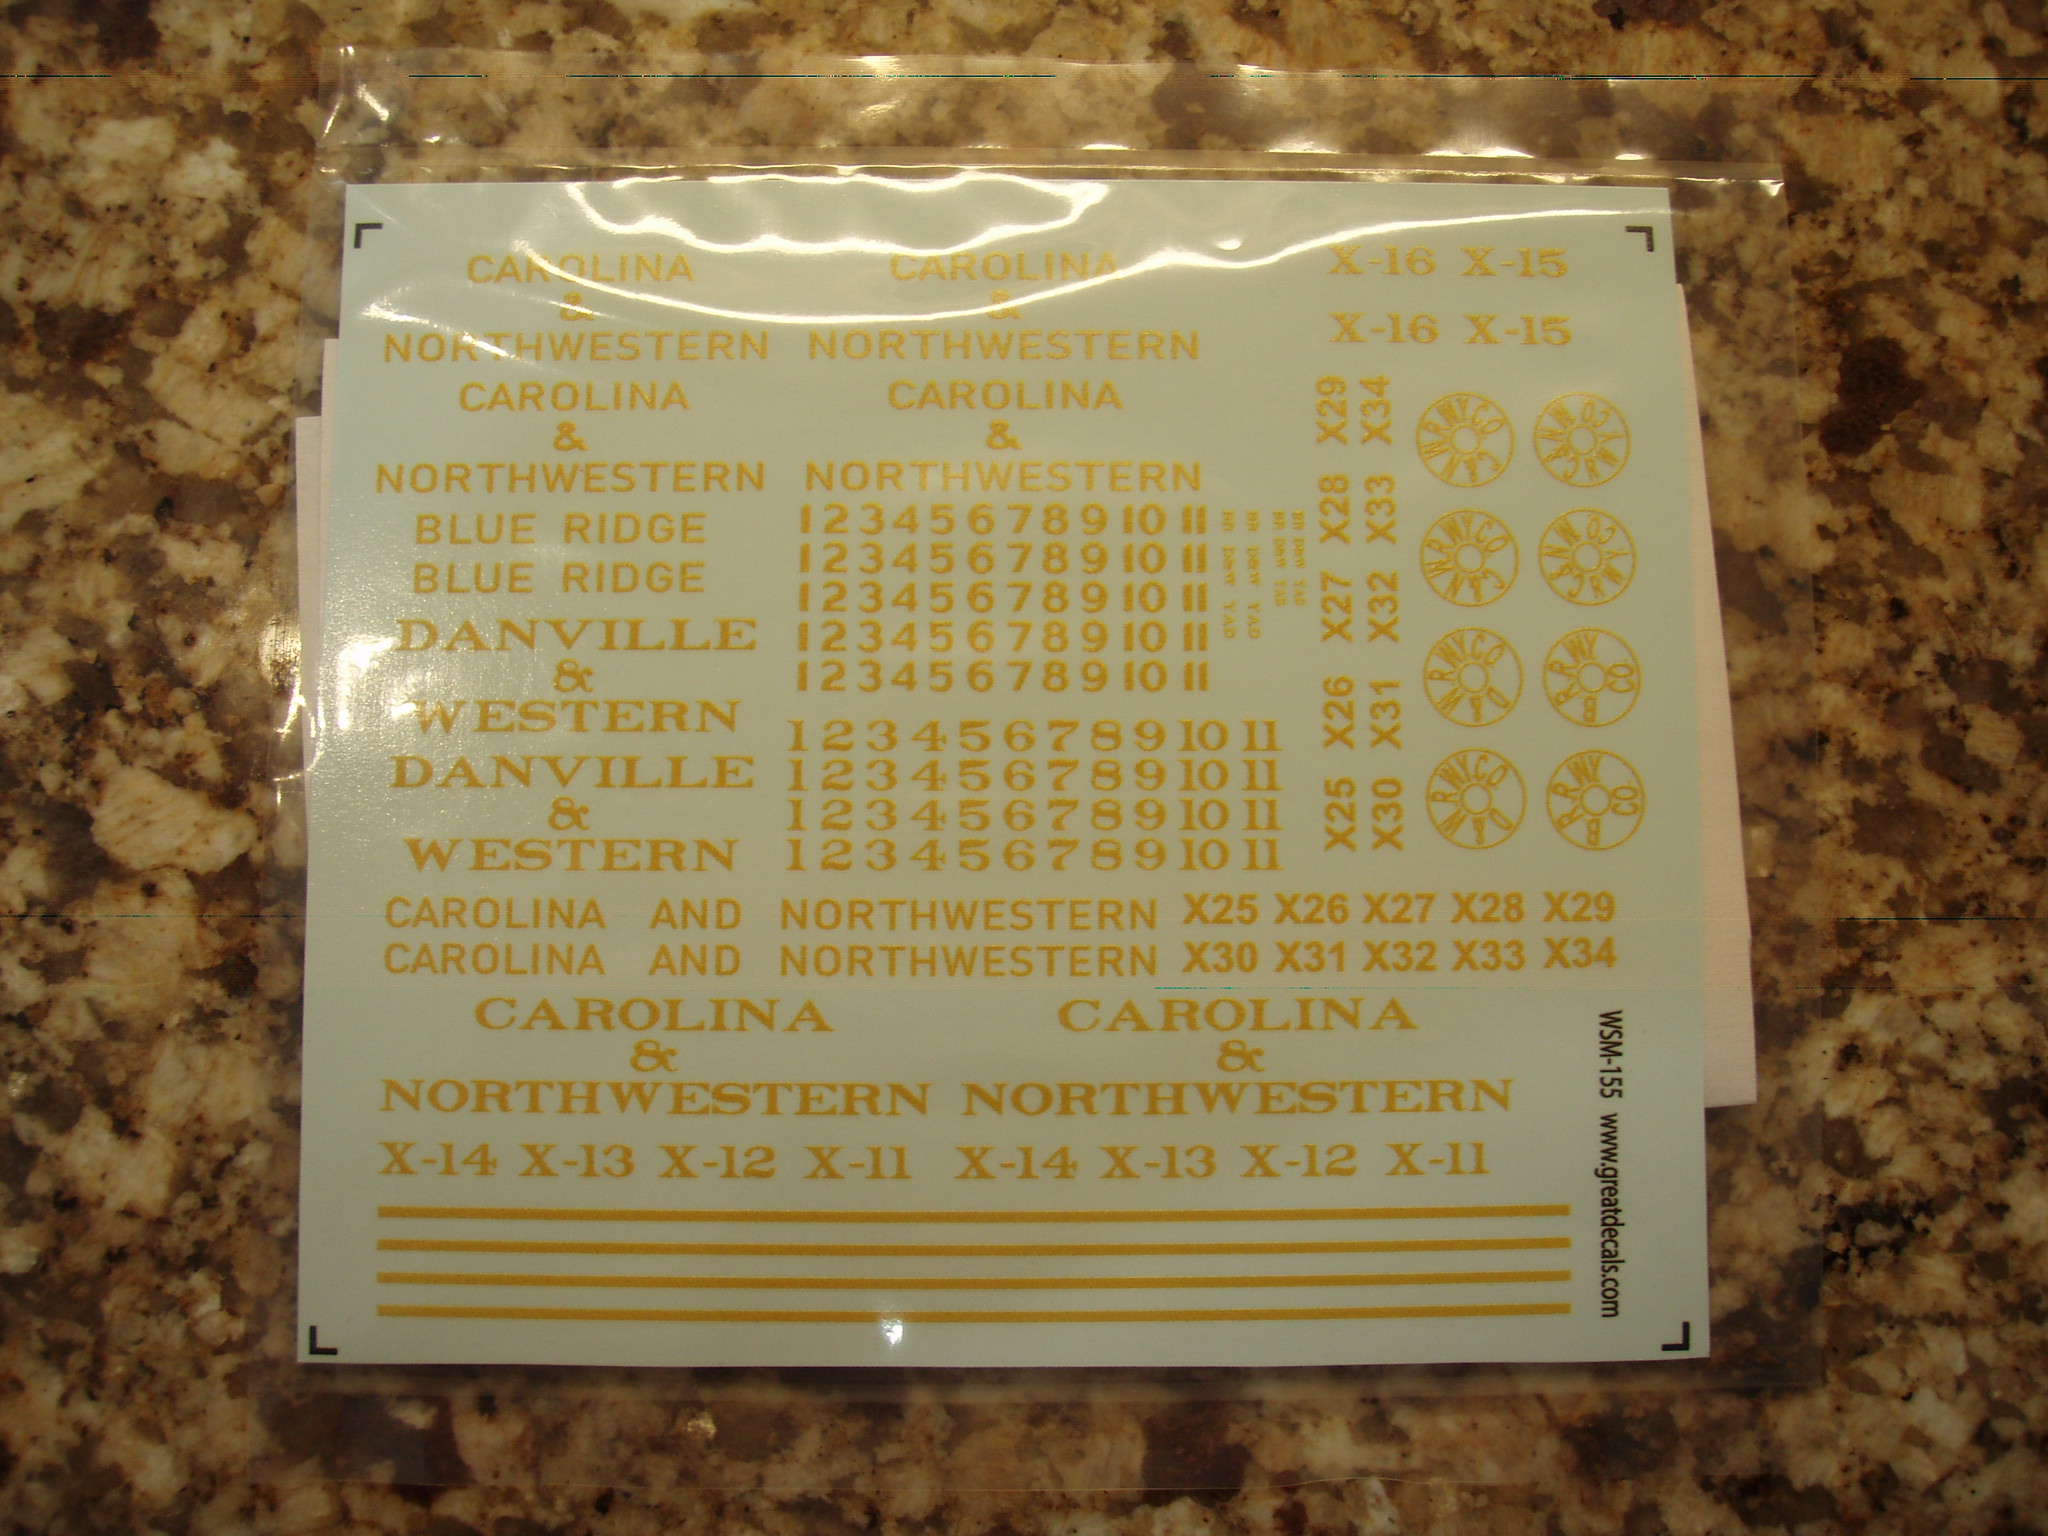 CAROLINA CAROLINA X-16 X-15
& &
NORTHWESTERN NORTHWESTERN X-16 X-15
CAROLINA CAROLINA
& &
NORTHWESTERN NORTHWESTERN
BLUE RIDGE
BLUE RIDGE
DANVILLE
&
WESTERN
DANVILLE
&
WESTERN
1 2 3 4 5 6 7 8 9 10 11
1 2 3 4 5 6 7 8 9 10 11
1 2 3 4 5 6 7 8 9 10 11
1 2 3 4 5 6 7 8 9 10 11
1 2 3 4 5 6 7 8 9 10 11
1 2 3 4 5 6 7 8 9 10 11
1 2 3 4 5 6 7 8 9 10 11
1 2 3 4 5 6 7 8 9 10 11
1 2 3 4 5 6 7 8 9 10 11
X25 X26 X27 X28 X29
X30 X31 X32 X33 X34
C&N.W.RWYCO
C&N.W.RWYCO
D&WRWYCO
D&WRWYCO
B R RWY CO
B R RWY CO.
CAROLINA AND NORTHWESTERN X25 X26 X27 X28 X29
CAROLINA AND NORTHWESTERN X30 X31 X32 X33 X34
CAROLINA CAROLINA
& &
NORTHWESTERN NORTHWESTERN
X-14 X-13 X-12 X-11 X-14 X-13 X-12 X-11
WSM-155 www.greatdecals.com